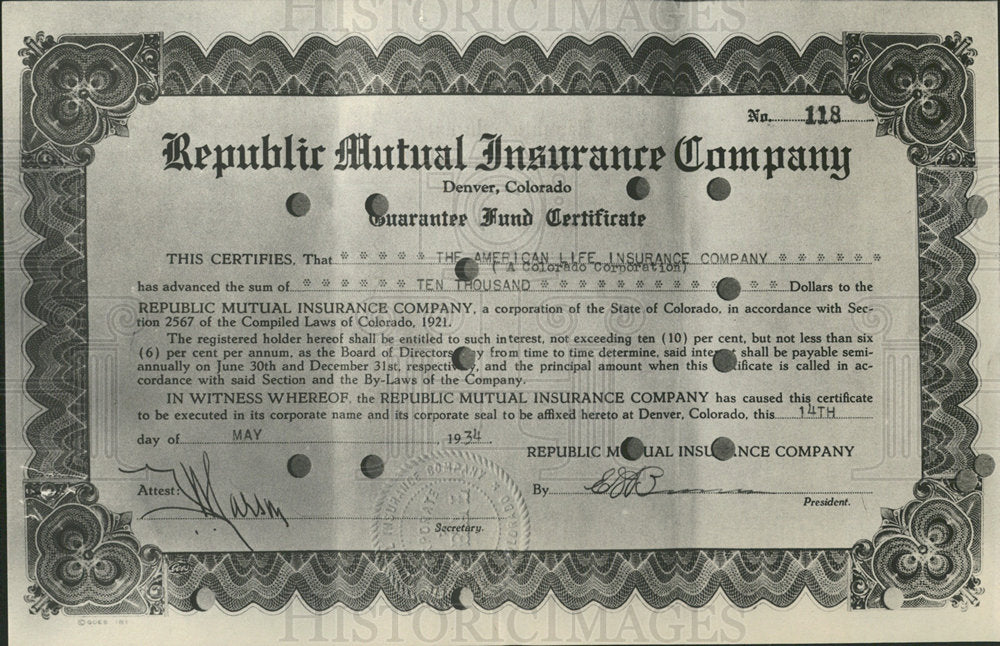 HISTORICIMAGES
No. 118
Republic Mutual Insurance Company
Denver, Colorado
Guarantee Fund Certificate
THIS CERTIFIES, That * * * * * THE AMERICAN LIFE INSURANCE COMPANY * * * * * *
( A Colorado Corporation)
has advanced the sum of * * * * * * TEN THOUSAND * * * * * * * * * * * * * Dollars to the
REPUBLIC MUTUAL INSURANCE COMPANY, a corporation of the State of Colorado, in accordance with Sec-
tion 2567 of the Compiled Laws of Colorado, 1921.
The registered holder hereof shall be entitled to such interest, not exceeding ten (10) per cent, but not less than six
(6) per cent per annum, as the Board of Directors may from time to time determine, said interest shall be payable semi-
annually on June 30th and December 31st, respectively, and the principal amount when this certificate is called in ac-
cordance with said Section and the By-Laws of the Company.
IN WITNESS WHEREOF, the REPUBLIC MUTUAL INSURANCE COMPANY has caused this certificate
to be executed in its corporate name and its corporate seal to be affixed hereto at Denver, Colorado, this 14TH
day of MAY, 1934
REPUBLIC MUTUAL INSURANCE COMPANY
Attest:
By
President.
Secretary.
INSURANCE COMPANY
COLORADO
© GOES
HISTORICIMAGES